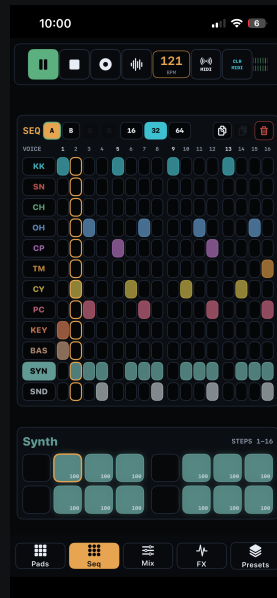 10:00
6
121
BPM
MIDI
CLK
MIDI
SEQ A B 16 32 64
VOICE 1 2 3 4 5 6 7 8 9 10 11 12 13 14 15 16
KK
SN
CH
OH
CP
TM
CY
PC
KEY
BAS
SYN
SND
Synth STEPS 1-16
100 100 100 100 100 100
100 100 100 100 100 100
Pads Seq Mix FX Presets